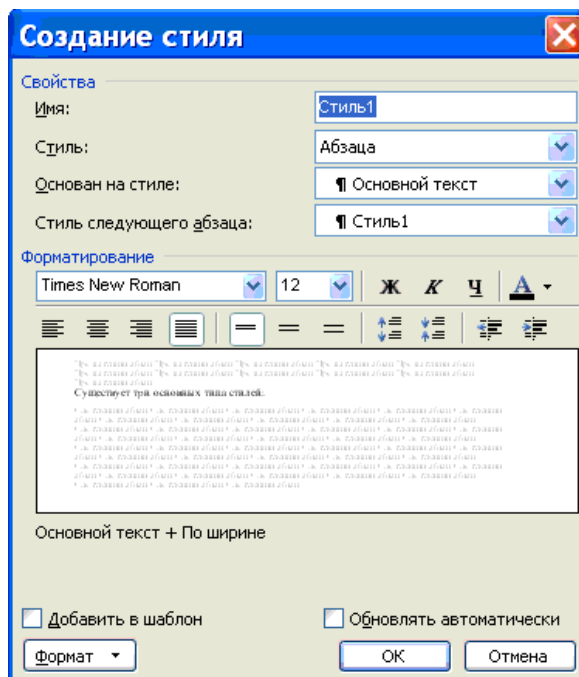 Создание стиля
Свойства
Имя: Стиль1
Стиль: Абзаца
Основан на стиле: ¶ Основной текст
Стиль следующего абзаца: ¶ Стиль1
Форматирование
Times New Roman 12 Ж К Ч А
Существует три основных типа стилей:
Основной текст + По ширине
Добавить в шаблон Обновлять автоматически
Формат ОК Отмена